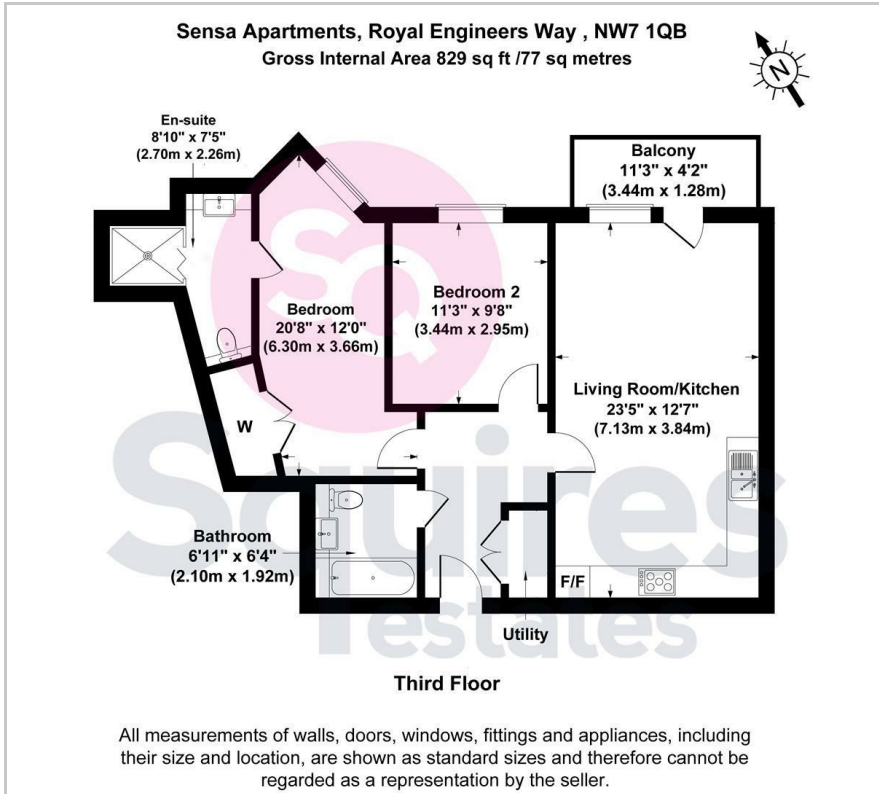 Sensa Apartments, Royal Engineers Way , NW7 1QB
Gross Internal Area 829 sq ft /77 sq metres
N
En-suite
8'10" x 7'5"
(2.70m x 2.26m)
Balcony
11'3" x 4'2"
(3.44m x 1.28m)
SQ
Bedroom
20'8" x 12'0"
(6.30m x 3.66m)
Bedroom 2
11'3" x 9'8"
(3.44m x 2.95m)
Living Room/Kitchen
23'5" x 12'7"
(7.13m x 3.84m)
W
Squires
estates
Bathroom
6'11" x 6'4"
(2.10m x 1.92m)
F/F
Utility
Third Floor
All measurements of walls, doors, windows, fittings and appliances, including
their size and location, are shown as standard sizes and therefore cannot be
regarded as a representation by the seller.